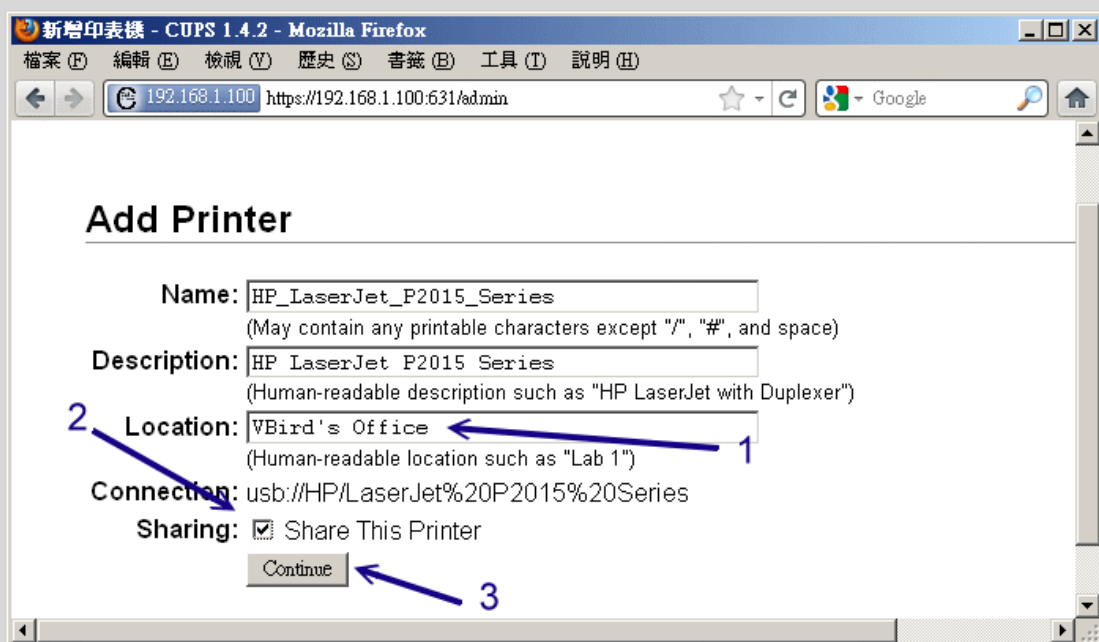 新增印表機 - CUPS 1.4.2 - Mozilla Firefox
檔案(F) 編輯(E) 檢視(V) 歷史(S) 書籤(B) 工具(T) 說明(H)
192.168.1.100 https://192.168.1.100:631/admin Google
Add Printer
Name: HP_LaserJet_P2015_Series
(May contain any printable characters except "/", "#", and space)
Description: HP LaserJet P2015 Series
(Human-readable description such as "HP LaserJet with Duplexer")
2 Location: VBird's Office 1
(Human-readable location such as "Lab 1")
Connection: usb://HP/LaserJet%20P2015%20Series
Sharing: Share This Printer
Continue
3